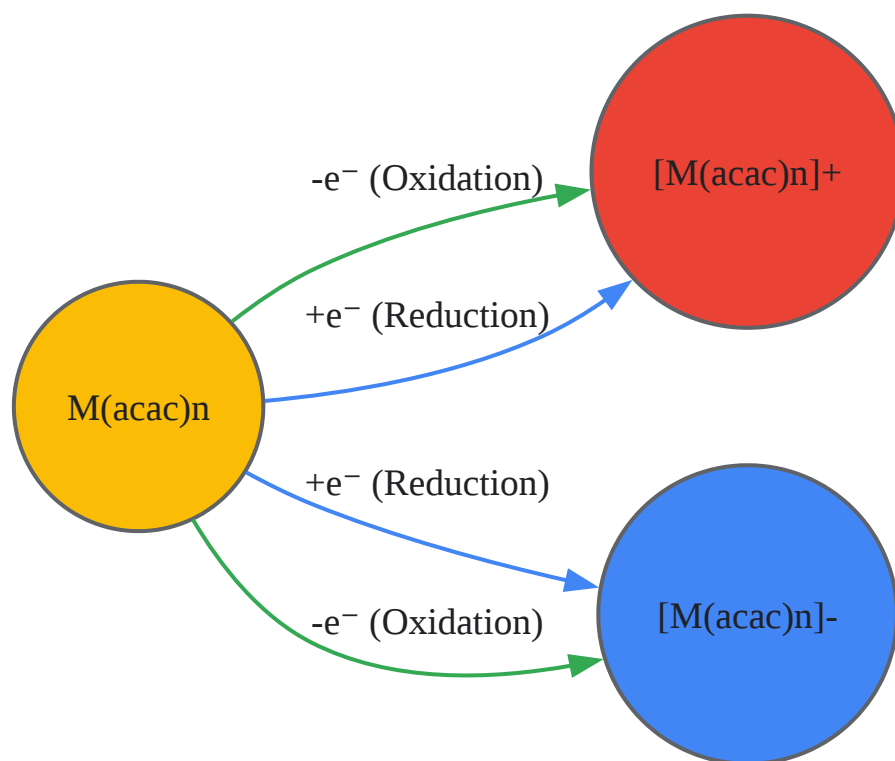 -e⁻ (Oxidation)
[M(acac)n]+
+e⁻ (Reduction)
M(acac)n
+e⁻ (Reduction)
-e⁻ (Oxidation)
[M(acac)n]-